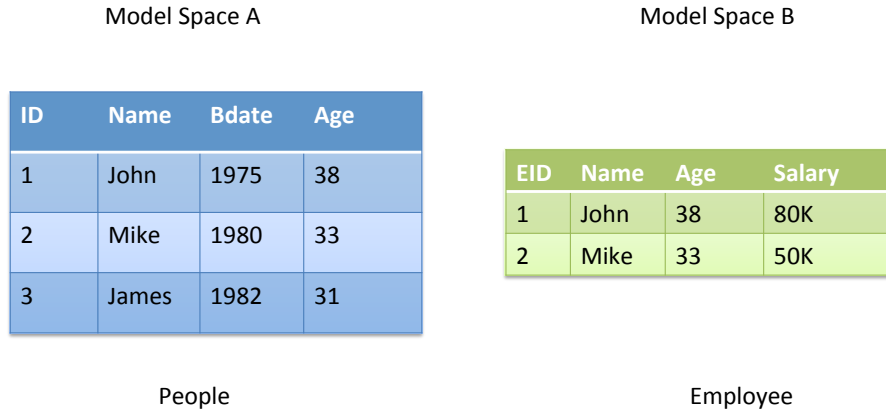 Model Space A
Model Space B
ID Name Bdate Age
1 John 1975 38
2 Mike 1980 33
3 James 1982 31
EID Name Age Salary
1 John 38 80K
2 Mike 33 50K
People
Employee